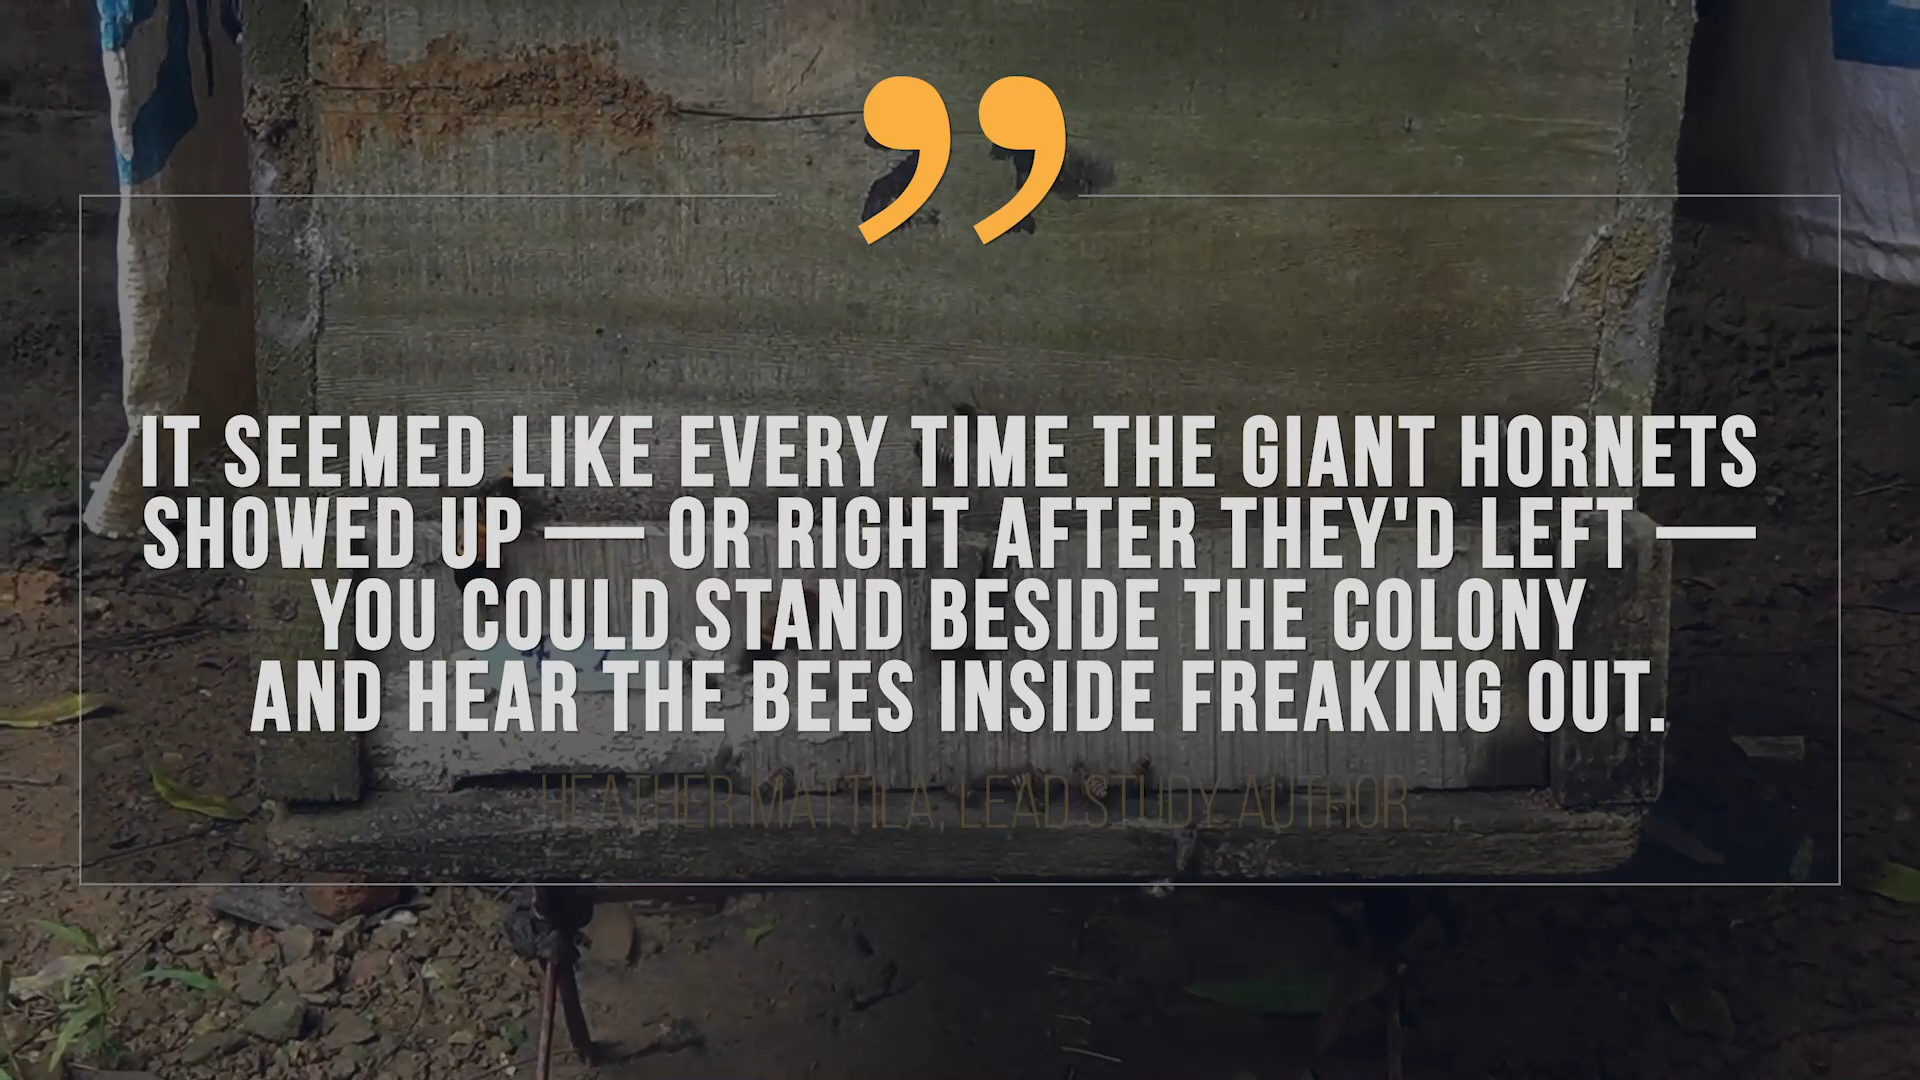 ”
IT SEEMED LIKE EVERY TIME THE GIANT HORNETS
SHOWED UP — OR RIGHT AFTER THEY'D LEFT —
YOU COULD STAND BESIDE THE COLONY
AND HEAR THE BEES INSIDE FREAKING OUT.
HEATHER MATTILA, LEAD STUDY AUTHOR